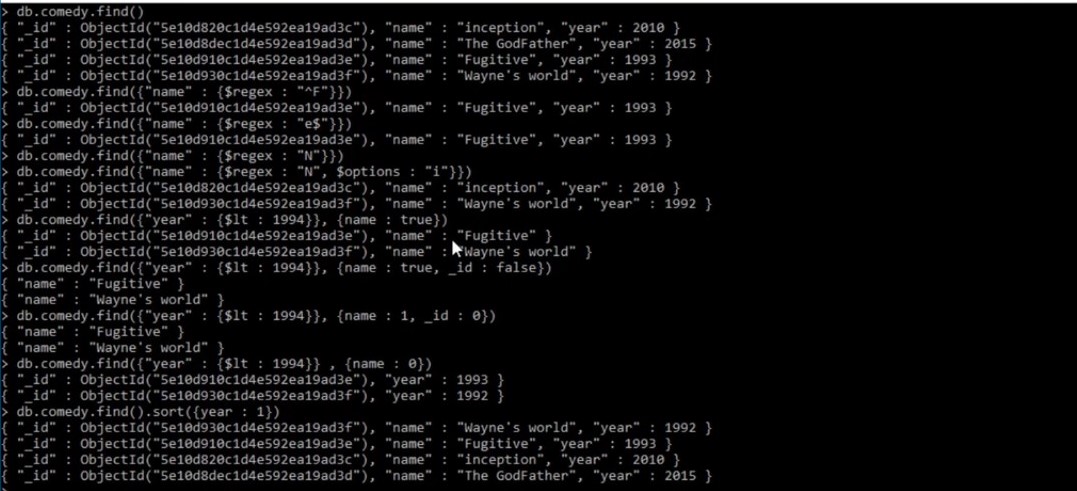 > db.comedy.find()
{ "_id" : ObjectId("5e10d820c1d4e592ea19ad3c"), "name" : "inception", "year" : 2010 }
{ "_id" : ObjectId("5e10d8dec1d4e592ea19ad3d"), "name" : "The GodFather", "year" : 2015 }
{ "_id" : ObjectId("5e10d910c1d4e592ea19ad3e"), "name" : "Fugitive", "year" : 1993 }
{ "_id" : ObjectId("5e10d930c1d4e592ea19ad3f"), "name" : "Wayne's world", "year" : 1992 }
> db.comedy.find({"name" : {$regex : "^F"}})
{ "_id" : ObjectId("5e10d910c1d4e592ea19ad3e"), "name" : "Fugitive", "year" : 1993 }
> db.comedy.find({"name" : {$regex : "e$"}})
{ "_id" : ObjectId("5e10d910c1d4e592ea19ad3e"), "name" : "Fugitive", "year" : 1993 }
> db.comedy.find({"name" : {$regex : "N"}})
> db.comedy.find({"name" : {$regex : "N", $options : "i"}})
{ "_id" : ObjectId("5e10d820c1d4e592ea19ad3c"), "name" : "inception", "year" : 2010 }
{ "_id" : ObjectId("5e10d930c1d4e592ea19ad3f"), "name" : "Wayne's world", "year" : 1992 }
> db.comedy.find({"year" : {$lt : 1994}}, {name : true})
{ "_id" : ObjectId("5e10d910c1d4e592ea19ad3e"), "name" : "Fugitive" }
{ "_id" : ObjectId("5e10d930c1d4e592ea19ad3f"), "name" : "Wayne's world" }
> db.comedy.find({"year" : {$lt : 1994}}, {name : true, _id : false})
{ "name" : "Fugitive" }
{ "name" : "Wayne's world" }
> db.comedy.find({"year" : {$lt : 1994}}, {name : 1, _id : 0})
{ "name" : "Fugitive" }
{ "name" : "Wayne's world" }
> db.comedy.find({"year" : {$lt : 1994}} , {name : 0})
{ "_id" : ObjectId("5e10d910c1d4e592ea19ad3e"), "year" : 1993 }
{ "_id" : ObjectId("5e10d930c1d4e592ea19ad3f"), "year" : 1992 }
> db.comedy.find().sort({year : 1})
{ "_id" : ObjectId("5e10d930c1d4e592ea19ad3f"), "name" : "Wayne's world", "year" : 1992 }
{ "_id" : ObjectId("5e10d910c1d4e592ea19ad3e"), "name" : "Fugitive", "year" : 1993 }
{ "_id" : ObjectId("5e10d820c1d4e592ea19ad3c"), "name" : "inception", "year" : 2010 }
{ "_id" : ObjectId("5e10d8dec1d4e592ea19ad3d"), "name" : "The GodFather", "year" : 2015 }